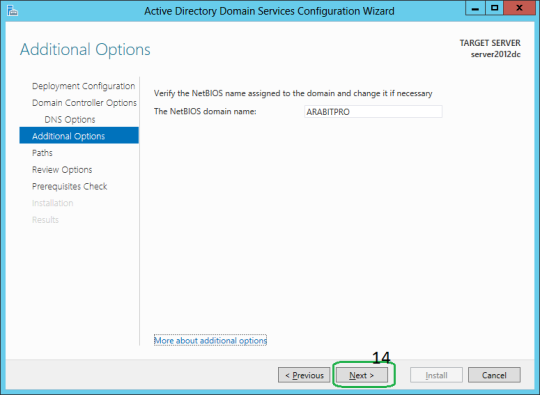 Active Directory Domain Services Configuration Wizard
Additional Options
TARGET SERVER
server2012dc
Deployment Configuration
Domain Controller Options
DNS Options
Additional Options
Paths
Review Options
Prerequisites Check
Installation
Results
Verify the NetBIOS name assigned to the domain and change it if necessary
The NetBIOS domain name: ARABITPRO
More about additional options
14
< Previous Next > Install Cancel